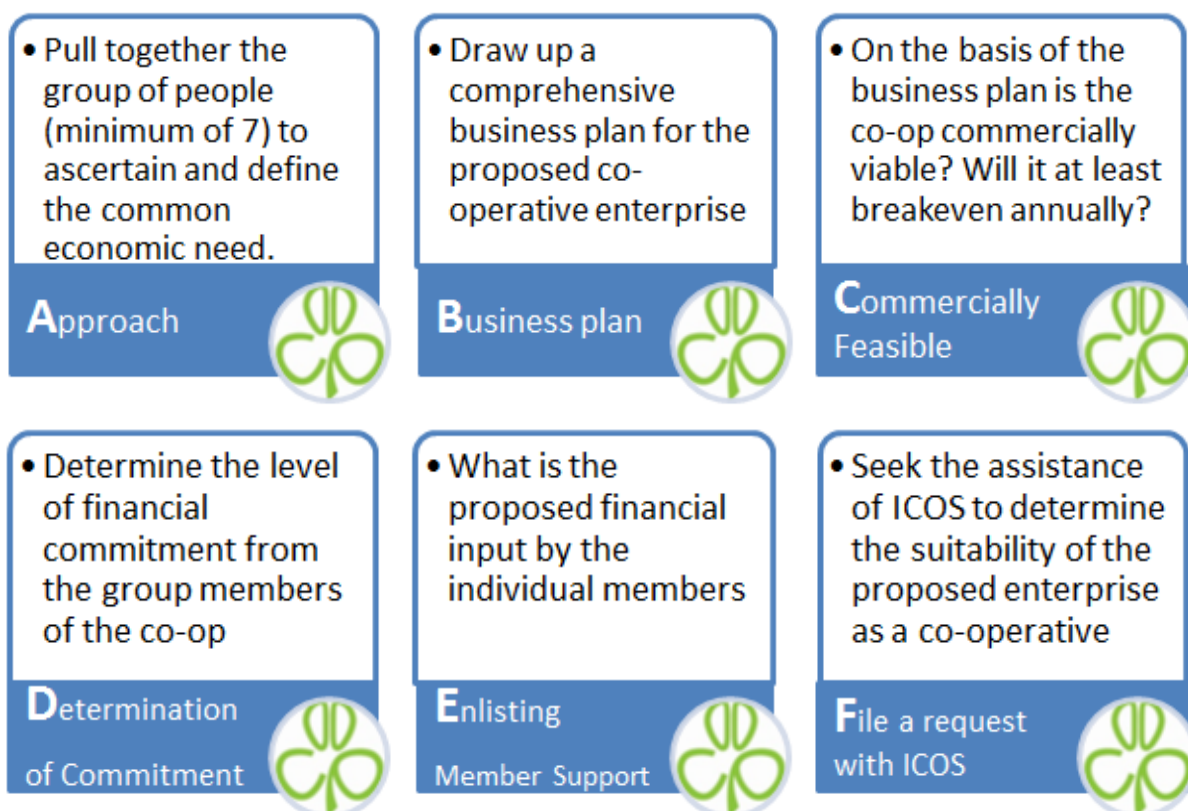 • Pull together the
group of people
(minimum of 7) to
ascertain and define
the common
economic need.
Approach
• Draw up a
comprehensive
business plan for the
proposed co-
operative enterprise
Business plan
• On the basis of the
business plan is the
co-op commercially
viable? Will it at least
breakeven annually?
Commercially
Feasible
• Determine the level
of financial
commitment from
the group members
of the co-op
Determination
of Commitment
• What is the
proposed financial
input by the
individual members
Enlisting
Member Support
• Seek the assistance
of ICOS to determine
the suitability of the
proposed enterprise
as a co-operative
File a request
with ICOS